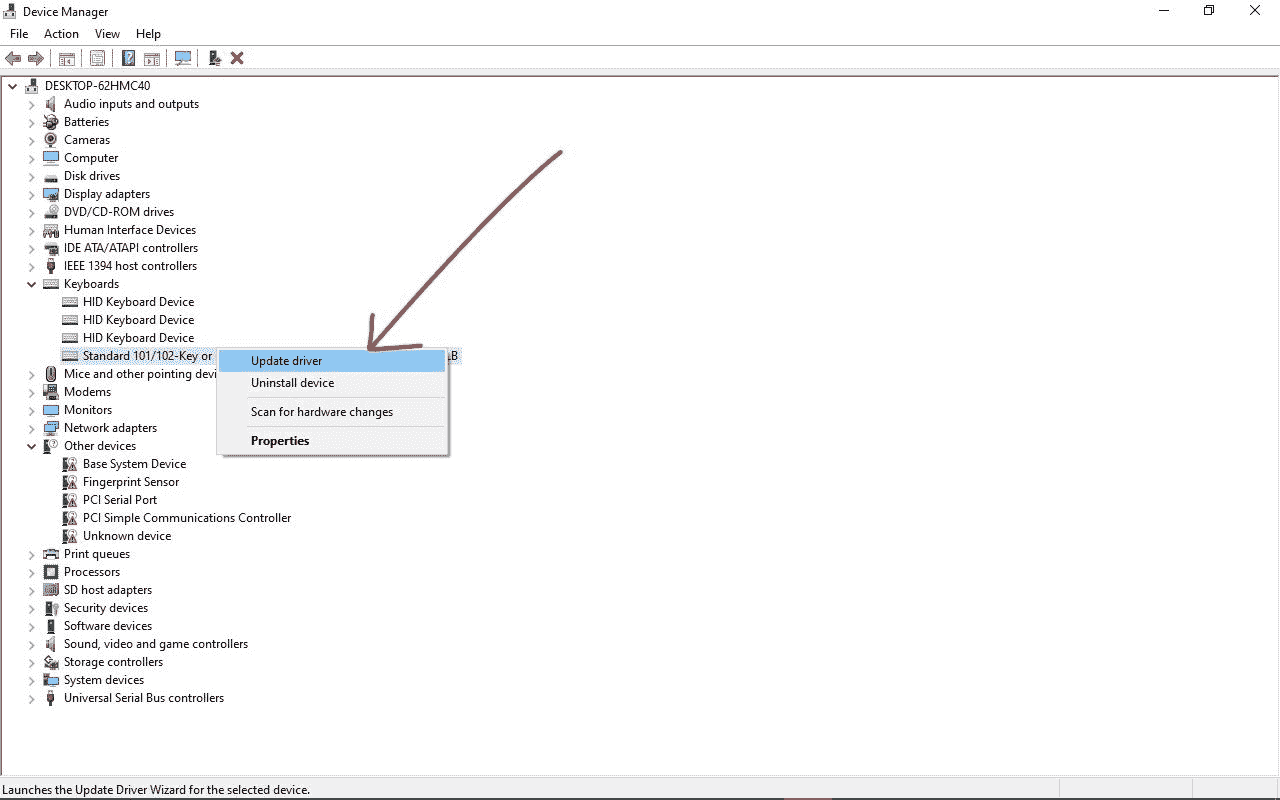 Device Manager
File Action View Help
DESKTOP-62HMC40
Audio inputs and outputs
Batteries
Cameras
Computer
Disk drives
Display adapters
DVD/CD-ROM drives
Human Interface Devices
IDE ATA/ATAPI controllers
IEEE 1394 host controllers
Keyboards
HID Keyboard Device
HID Keyboard Device
HID Keyboard Device
Standard 101/102-Key or
Update driver
Uninstall device
Scan for hardware changes
Properties
Mice and other pointing
Modems
Monitors
Network adapters
Other devices
Base System Device
Fingerprint Sensor
PCI Serial Port
PCI Simple Communications Controller
Unknown device
Print queues
Processors
SD host adapters
Security devices
Software devices
Sound, video and game controllers
Storage controllers
System devices
Universal Serial Bus controllers
Launches the Update Driver Wizard for the selected device.